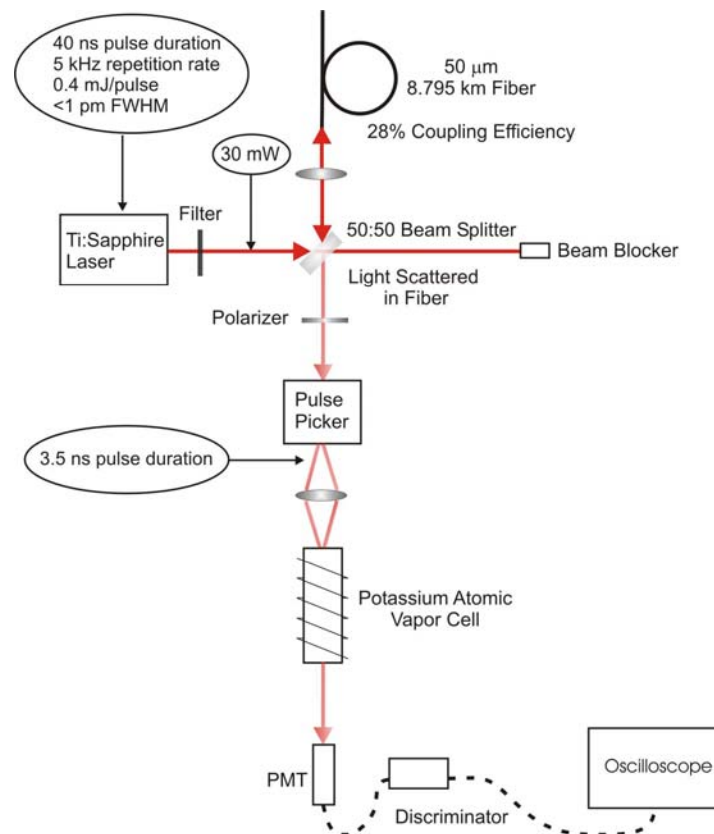 40 ns pulse duration
5 kHz repetition rate
0.4 mJ/pulse
<1 pm FWHM
50 μm
8.795 km Fiber
28% Coupling Efficiency
30 mW
Filter
Ti:Sapphire
Laser
50:50 Beam Splitter
Beam Blocker
Light Scattered
in Fiber
Polarizer
Pulse
Picker
3.5 ns pulse duration
Potassium Atomic
Vapor Cell
PMT
Discriminator
Oscilloscope